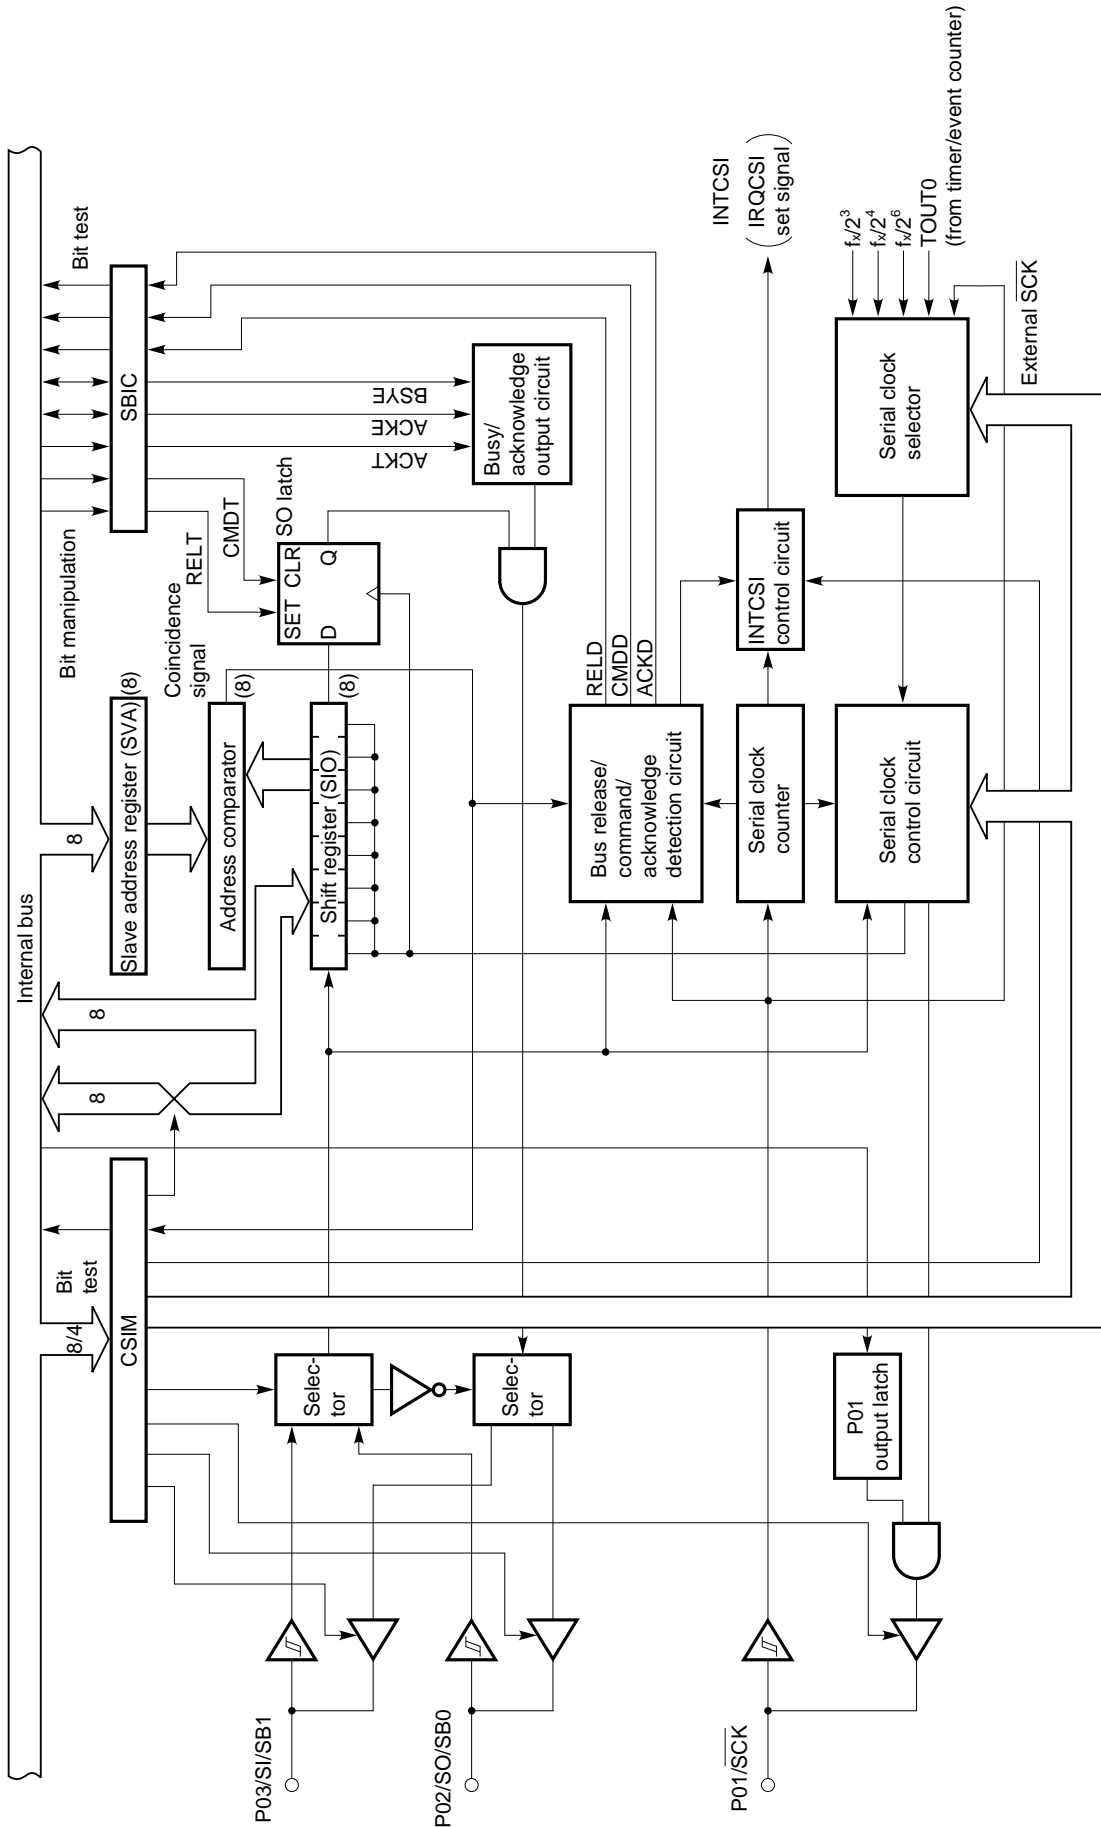 Internal bus
8/4
Bit
test
8
8
8
Bit manipulation
Bit test
CSIM
Slave address register (SVA)
(8)
SBIC
Coincidence
signal
Address comparator
(8)
RELT
CMDT
SET CLR
SO latch
D
Q
Shift register (SIO)
(8)
ACKT
ACKE
BSYE
Busy/
acknowledge
output circuit
P03/SI/SB1
Selec-
tor
P02/SO/SB0
Selec-
tor
Bus release/
command/
acknowledge
detection circuit
RELD
CMDD
ACKD
INTCSI
IRQCSI
set signal
P01/SCK
Serial clock
counter
INTCSI
control circuit
P01
output latch
Serial clock
control circuit
Serial clock
selector
fx/2³
fx/2⁴
fx/2⁶
TOUT0
(from timer/event counter)
External SCK